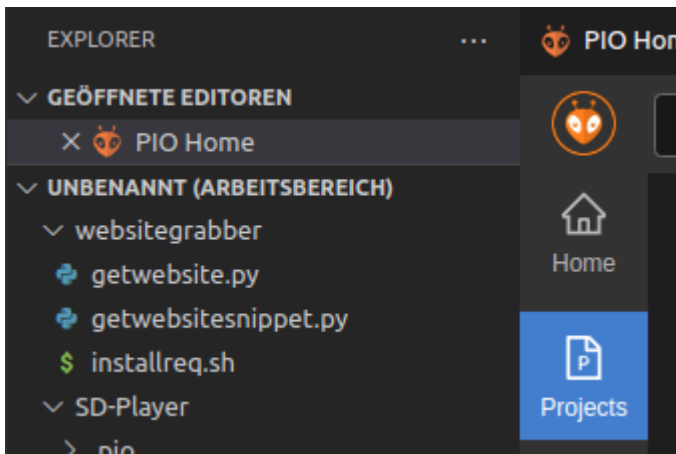 EXPLORER
GEÖFFNETE EDITOREN
PIO Home
UNBENANNT (ARBEITSBEREICH)
websitegrabber
getwebsite.py
getwebsitesnippet.py
$ installreq.sh
SD-Player
PIO
Home
P
Projects